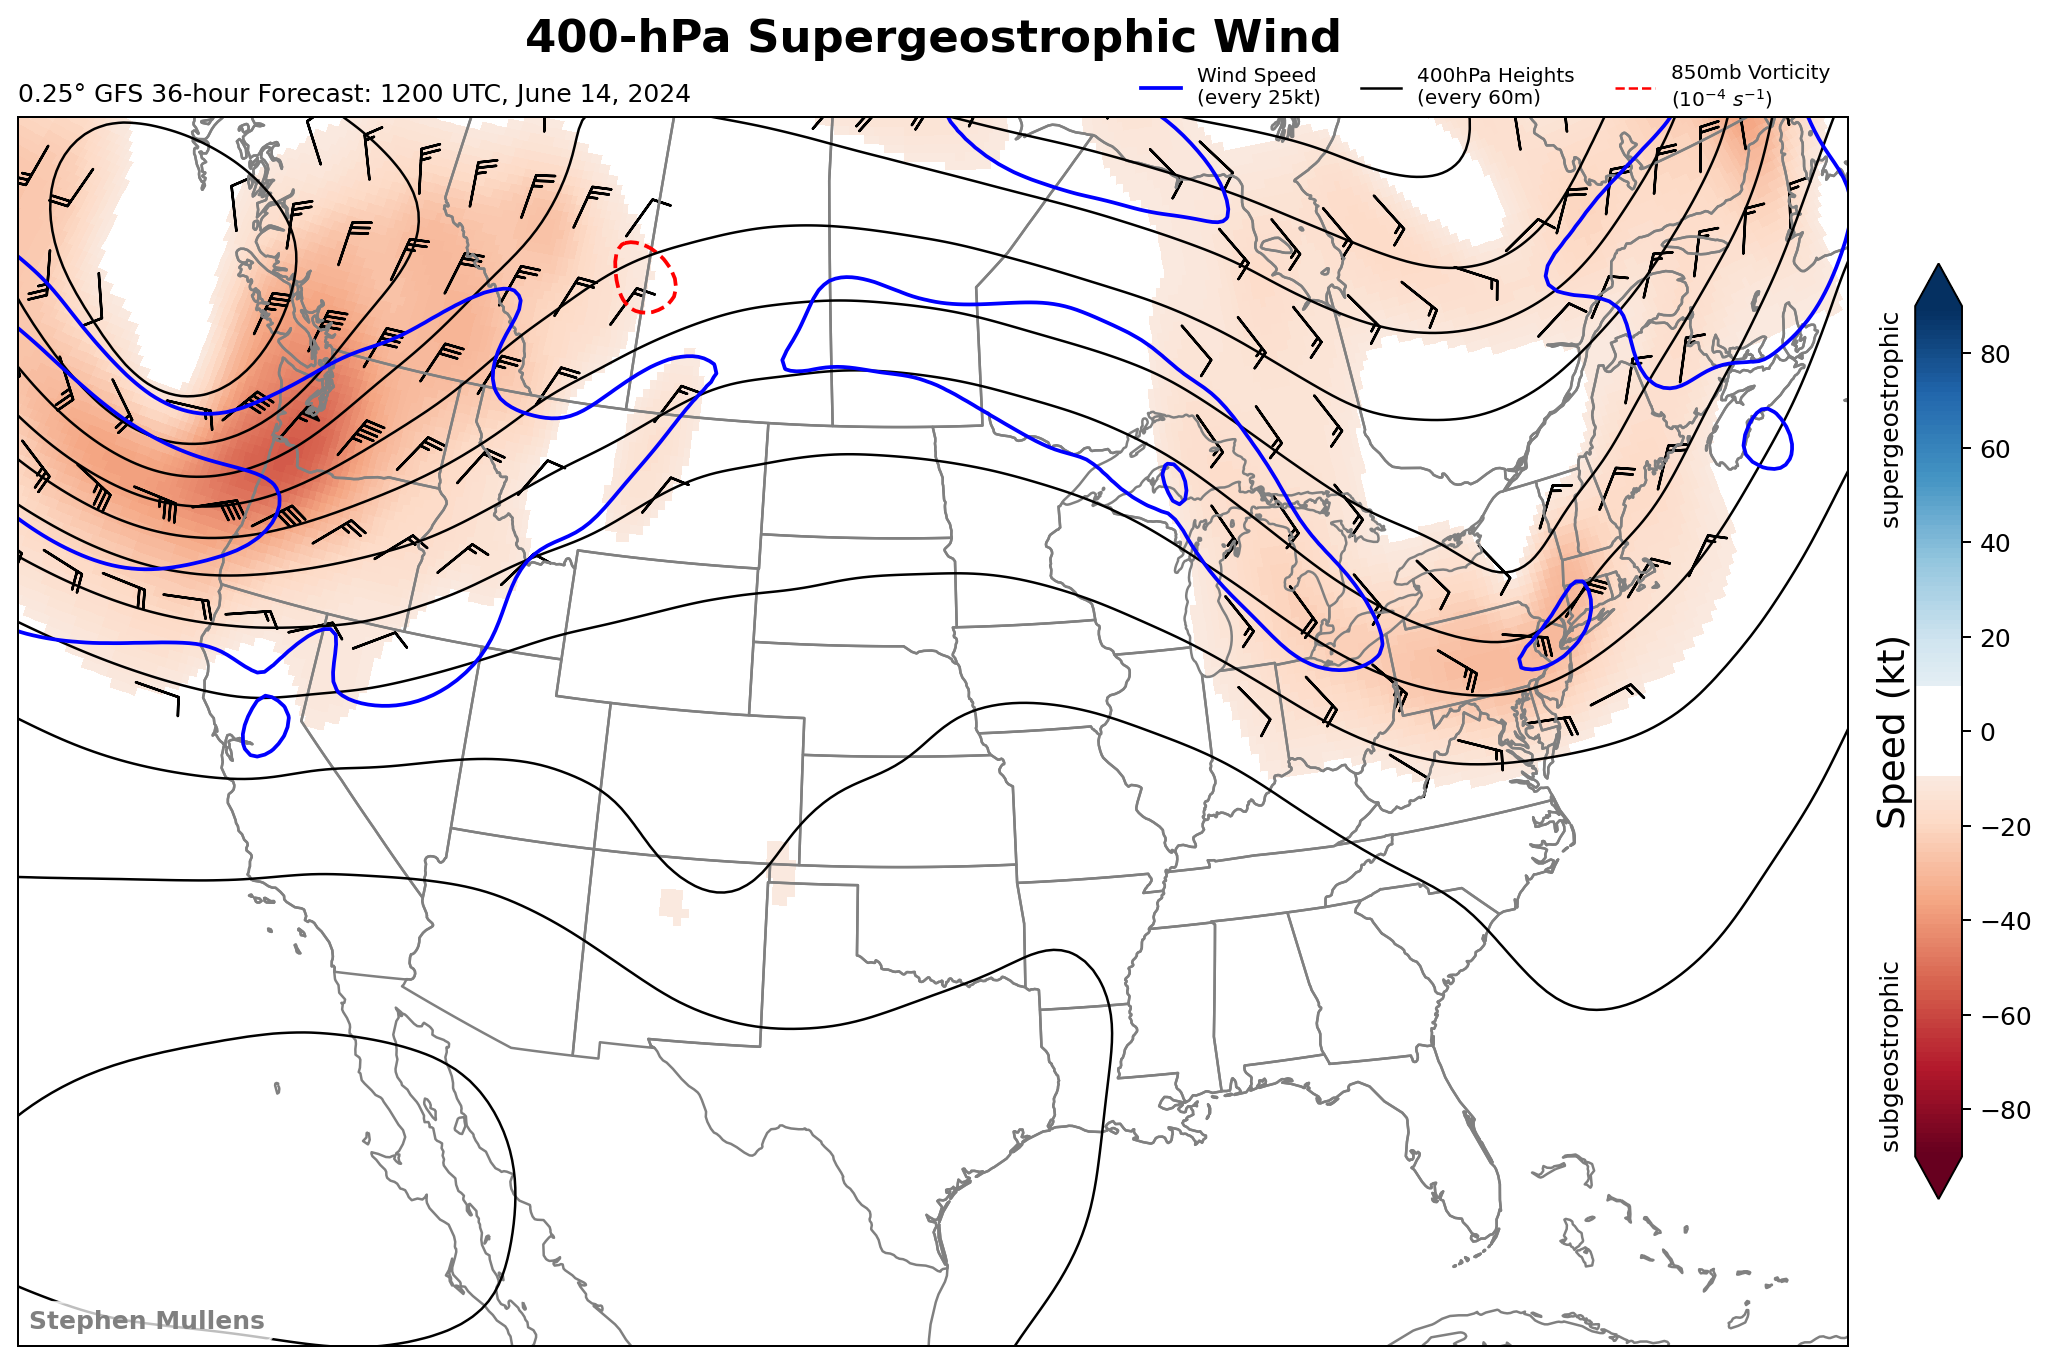 400-hPa Supergeostrophic Wind
0.25° GFS 36-hour Forecast: 1200 UTC, June 14, 2024
Wind Speed
(every 25kt)
400hPa Heights
(every 60m)
850mb Vorticity
(10⁻⁴ s⁻¹)
supergeostrophic
subgeostrophic
Speed (kt)
80
60
40
20
0
−20
−40
−60
−80
Stephen Mullens